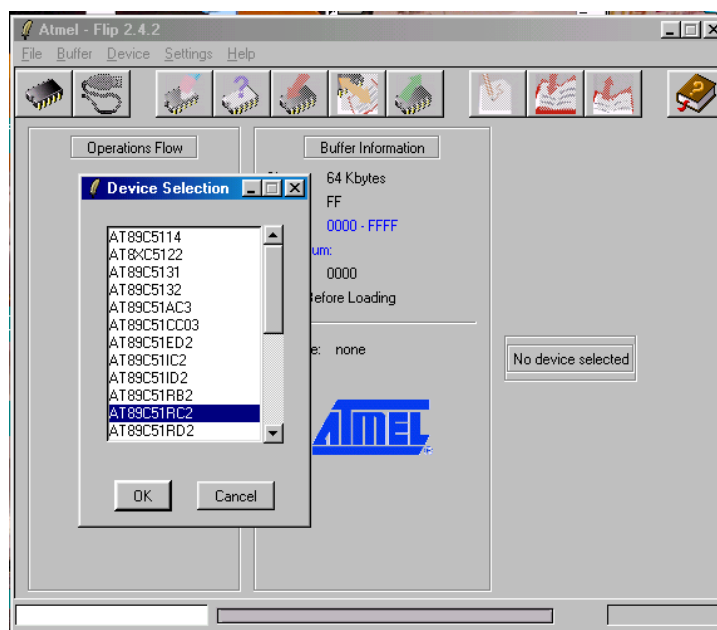 Atmel - Flip 2.4.2
File Buffer Device Settings Help
Operations Flow
Buffer Information
64 Kbytes
FF
0000 - FFFF
0000
Before Loading
none
Device Selection
AT89C5114
AT8XC5122
AT89C5131
AT89C5132
AT89C51AC3
AT89C51CC03
AT89C51ED2
AT89C51IC2
AT89C51ID2
AT89C51RB2
AT89C51RC2
AT89C51RD2
OK Cancel
ATMEL
No device selected